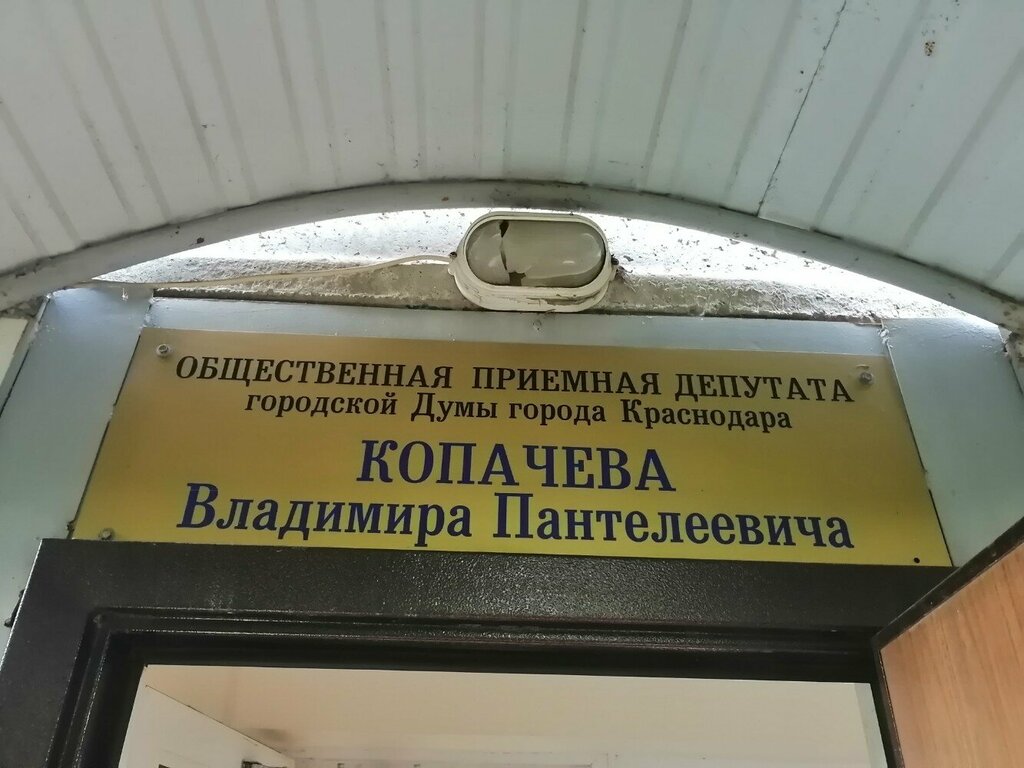 ОБЩЕСТВЕННАЯ ПРИЕМНАЯ ДЕПУТАТА
городской Думы города Краснодара
КОПАЧЕВА
Владимира Пантелеевича